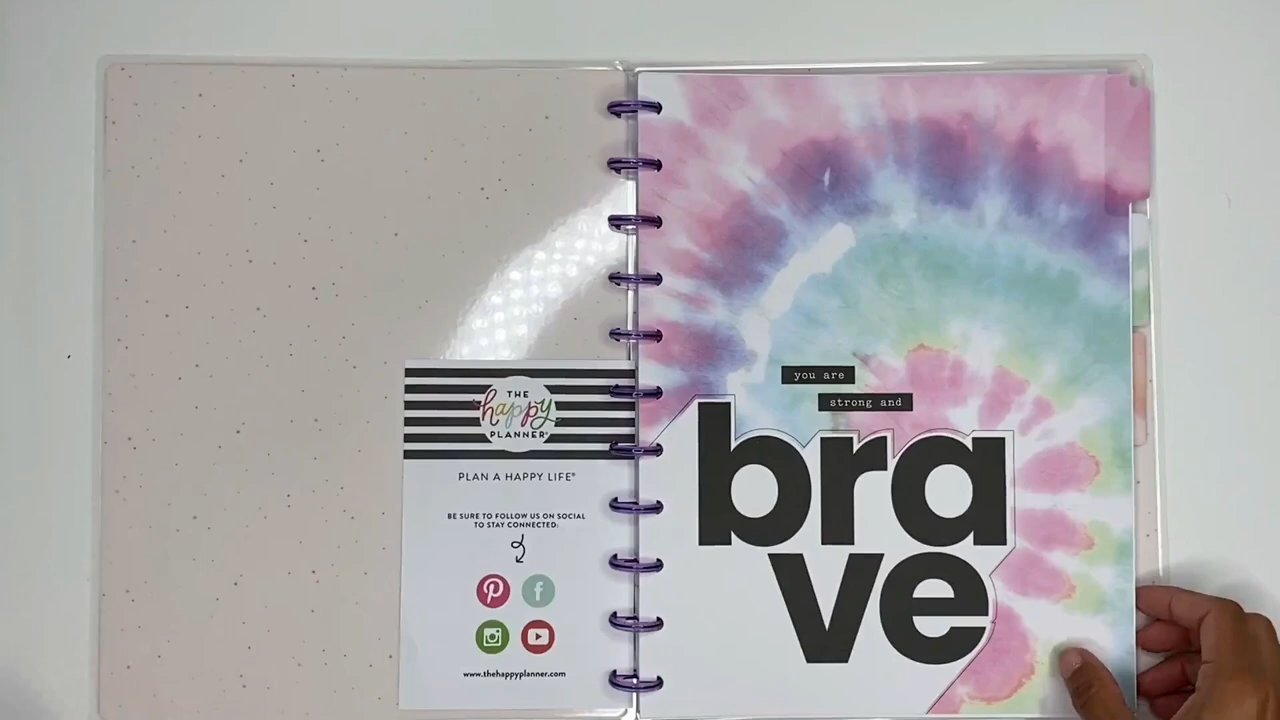 THE
happy
PLANNER®
PLAN A HAPPY LIFE®
BE SURE TO FOLLOW US ON SOCIAL
TO STAY CONNECTED:
www.thehappyplanner.com
you are
strong and
bra
ve